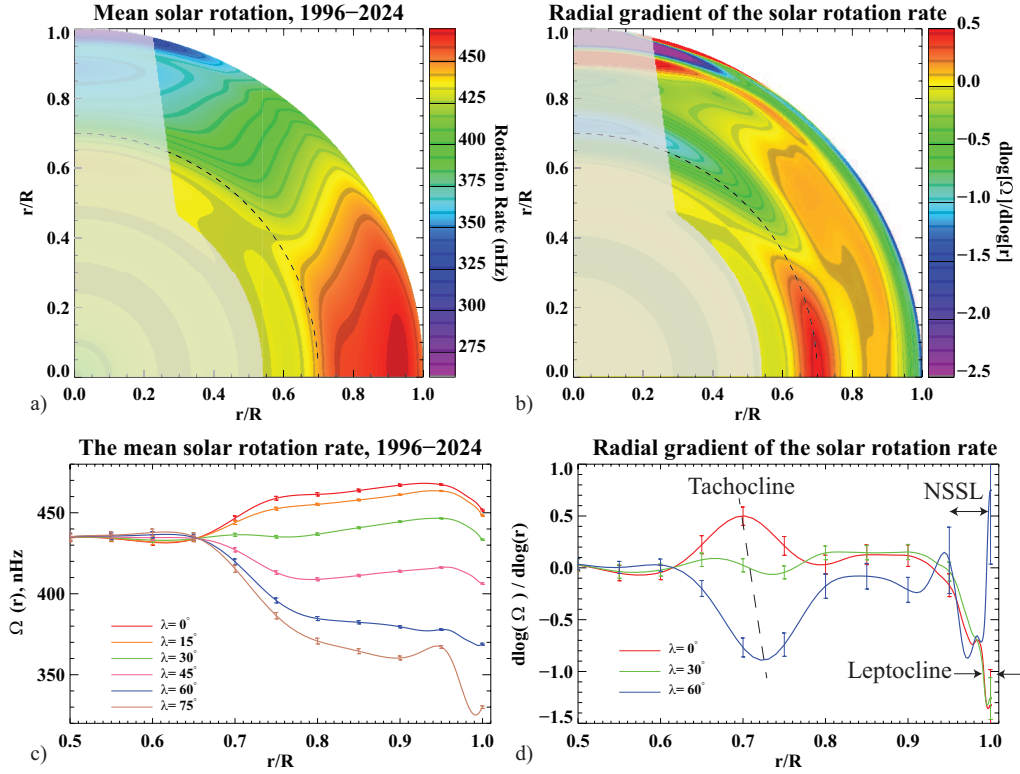 Mean solar rotation, 1996−2024
1.0
0.8
0.6
0.4
0.2
0.0
r/R
0.0 0.2 0.4 0.6 0.8 1.0
r/R
a)
450
425
400
375
350
325
300
275
Rotation Rate (nHz)
Radial gradient of the solar rotation rate
1.0
0.8
0.6
0.4
0.2
0.0
r/R
0.0 0.2 0.4 0.6 0.8 1.0
r/R
b)
0.5
0.0
−0.5
−1.0
−1.5
−2.0
−2.5
dlog[Ω]/dlog[r]
The mean solar rotation rate, 1996−2024
450
400
350
Ω (r), nHz
λ= 0°
λ= 15°
λ= 30°
λ= 45°
λ= 60°
λ= 75°
0.5 0.6 0.7 0.8 0.9 1.0
r/R
c)
Radial gradient of the solar rotation rate
1.0
0.5
0.0
−0.5
−1.0
−1.5
dlog( Ω ) / dlog(r)
Tachocline
NSSL
Leptocline
λ= 0°
λ= 30°
λ= 60°
0.5 0.6 0.7 0.8 0.9 1.0
r/R
d)